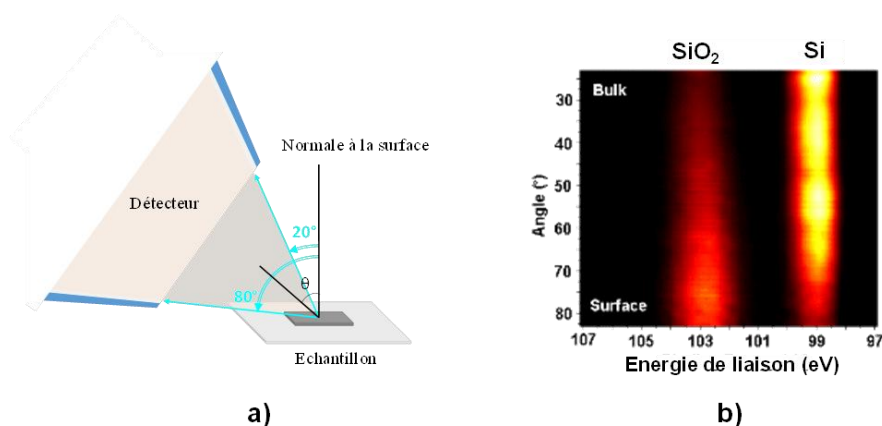 Normale à la surface
Détecteur
20°
θ
80°
Echantillon
a)
SiO₂ Si
Bulk
Surface
Angle (°)
30
40
50
60
70
80
107 105 103 101 99 97
Energie de liaison (eV)
b)